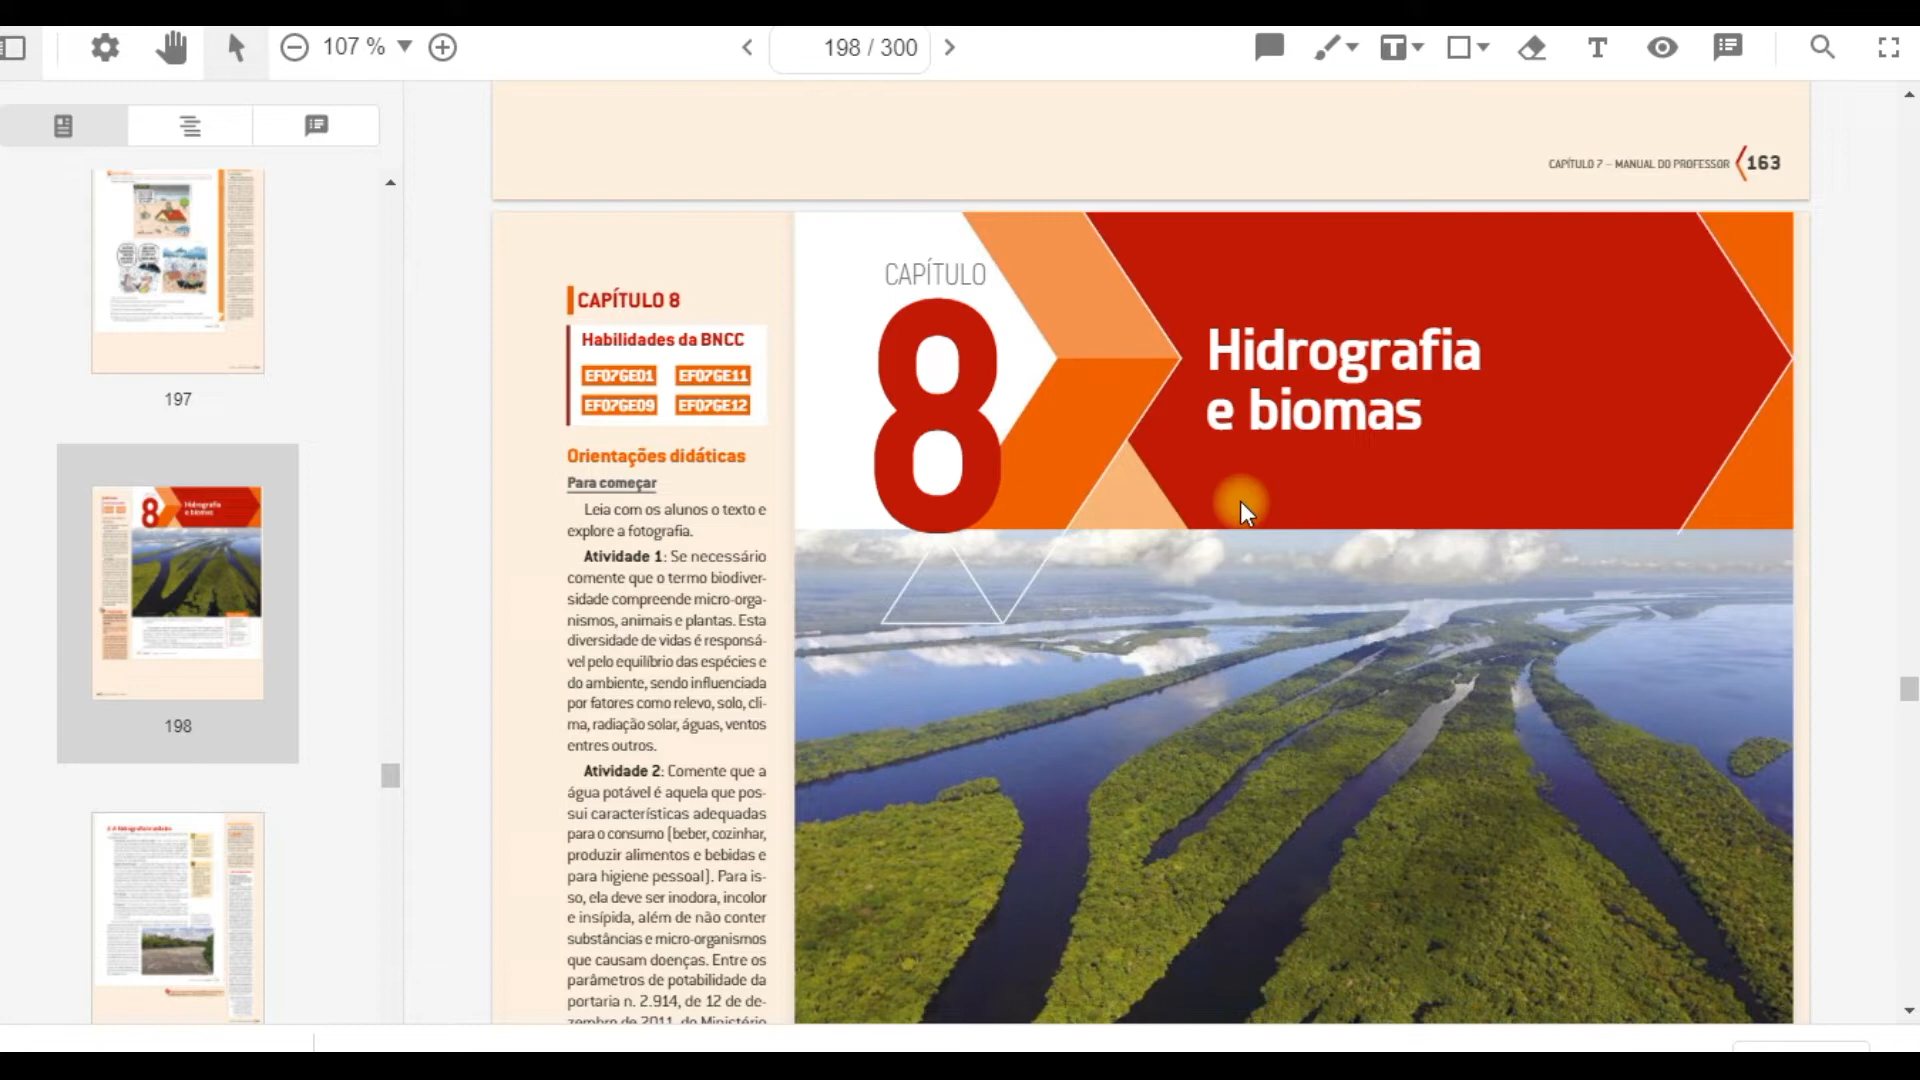 107 %
198 / 300
197
198
CAPÍTULO 7 – MANUAL DO PROFESSOR
163
CAPÍTULO 8
Habilidades da BNCC
EF07GE01 EF07GE11
EF07GE09 EF07GE12
Orientações didáticas
Para começar
Leia com os alunos o texto e
explore a fotografia.
Atividade 1: Se necessário
comente que o termo biodiver-
sidade compreende micro-orga-
nismos, animais e plantas. Esta
diversidade de vidas é responsá-
vel pelo equilíbrio das espécies e
do ambiente, sendo influenciada
por fatores como relevo, solo, cli-
ma, radiação solar, águas, ventos
entres outros.
Atividade 2: Comente que a
água potável é aquela que pos-
sui características adequadas
para o consumo (beber, cozinhar,
produzir alimentos e bebidas e
para higiene pessoal). Para is-
so, ela deve ser inodora, incolor
e insípida, além de não conter
substâncias e micro-organismos
que causam doenças. Entre os
parâmetros de potabilidade da
portaria n. 2.914, de 12 de de-
zembro de 2011, do Ministério
CAPÍTULO
8
Hidrografia
e biomas